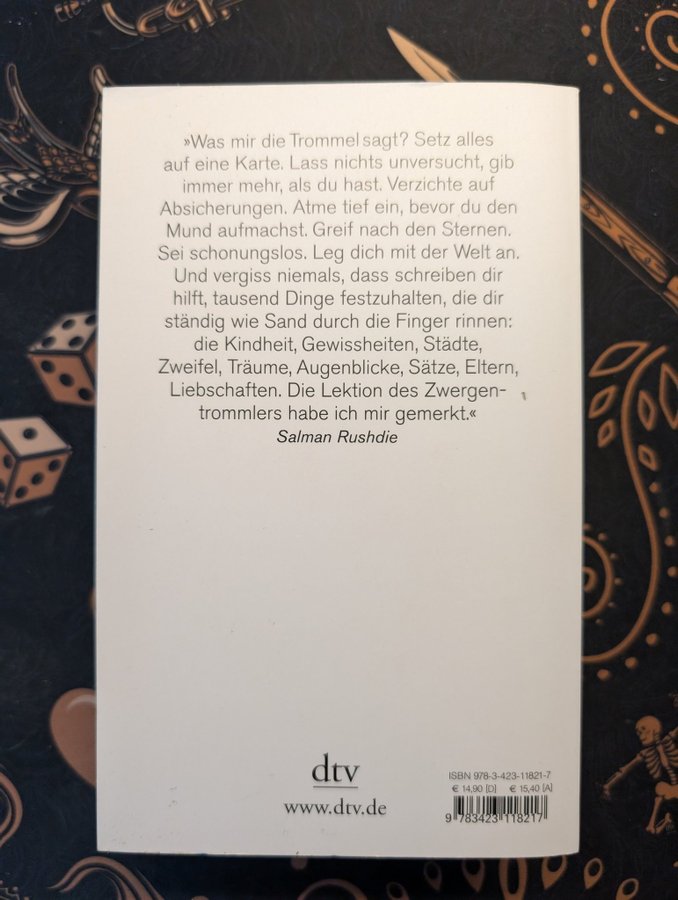 »Was mir die Trommel sagt? Setz alles
auf eine Karte. Lass nichts unversucht, gib
immer mehr, als du hast. Verzichte auf
Absicherungen. Atme tief ein, bevor du den
Mund aufmachst. Greif nach den Sternen.
Sei schonungslos. Leg dich mit der Welt an.
Und vergiss niemals, dass schreiben dir
hilft, tausend Dinge festzuhalten, die dir
ständig wie Sand durch die Finger rinnen:
die Kindheit, Gewissheiten, Städte,
Zweifel, Träume, Augenblicke, Sätze, Eltern,
Liebschaften. Die Lektion des Zwergen-
trommlers habe ich mir gemerkt.«
Salman Rushdie
dtv
www.dtv.de
ISBN 978-3-423-11821-7
€ 14,90 [D] € 15,40 [A]
9 783423 118217